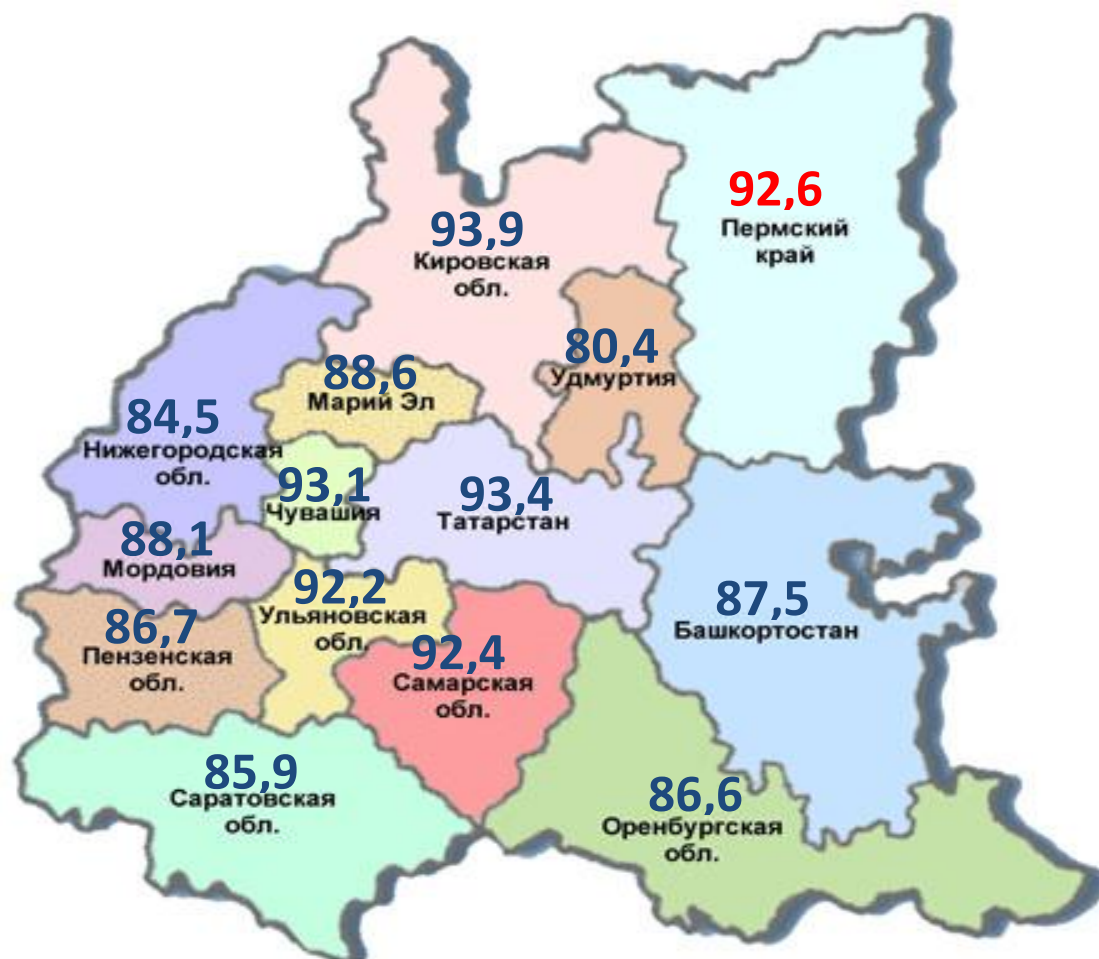 92,6
Пермский
край
93,9
Кировская
обл.
80,4
Удмуртия
88,6
Марий Эл
84,5
Нижегородская
обл.
93,1
Чувашия
93,4
Татарстан
88,1
Мордовия
92,2
Ульяновская
обл.
87,5
Башкортостан
86,7
Пензенская
обл.
92,4
Самарская
обл.
85,9
Саратовская
обл.
86,6
Оренбургская
обл.